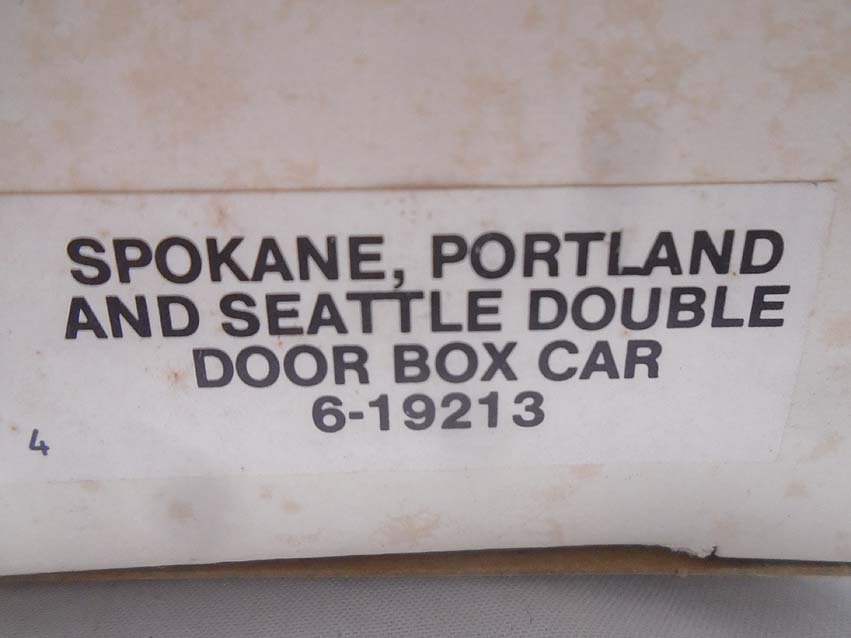 SPOKANE, PORTLAND
AND SEATTLE DOUBLE
DOOR BOX CAR
6-19213
4